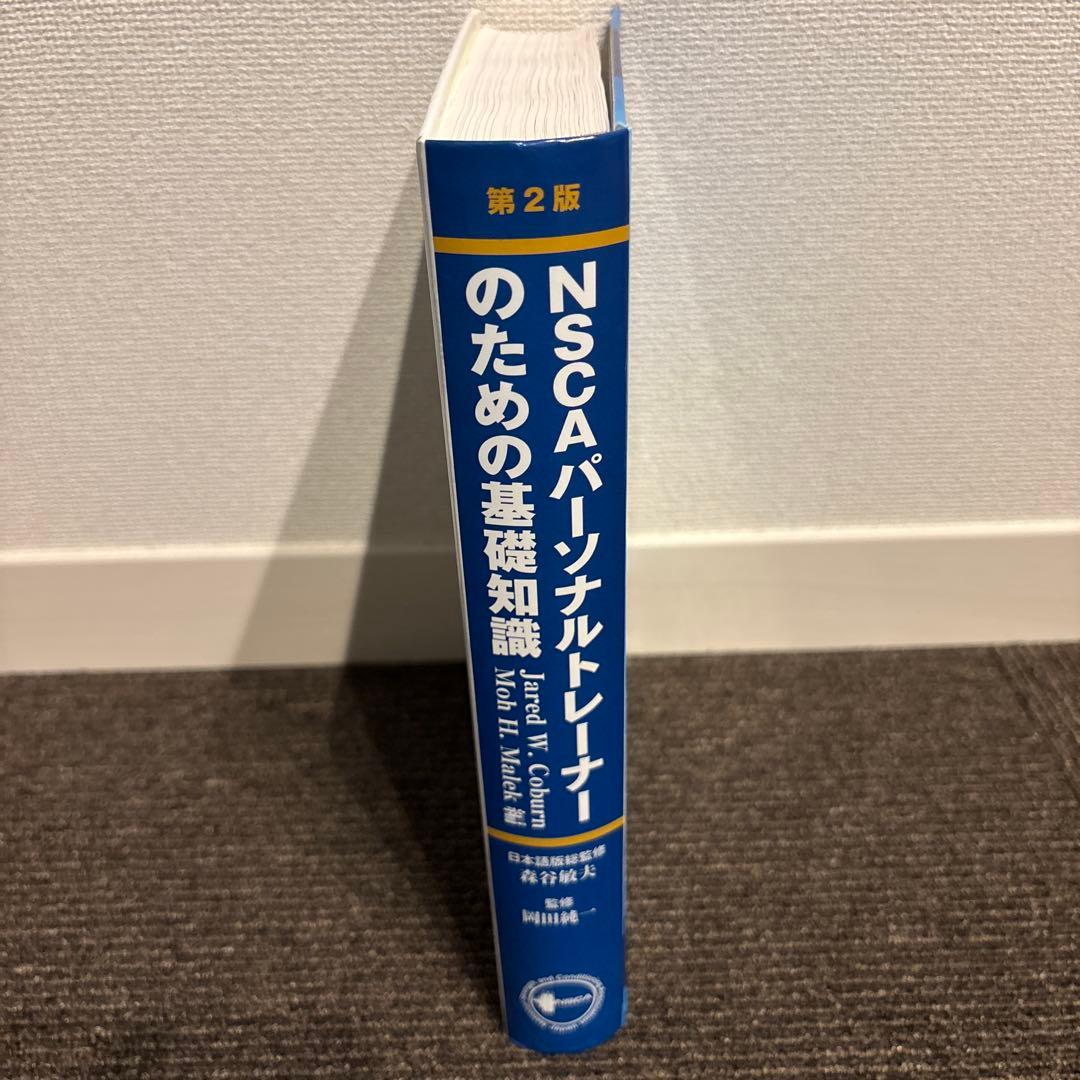 第2版
NSCAパーソナルトレーナー
のための基礎知識
Jared W. Coburn
Moh H. Malek 編
日本語版総監修
森谷敏夫
監修
岡田純一
NSCA